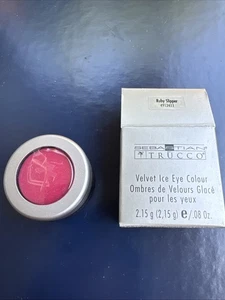 Ruby Slipper
SEBASTIAN
TRUCCO
Velvet Ice Eye Colour
Ombres de Velours Glacé
pour les yeux
2.15 g (2,15 g) e /.08 Oz.